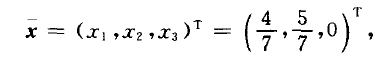 x̄ = (x₁,x₂,x₃)ᵀ = (4/7, 5/7, 0)ᵀ,